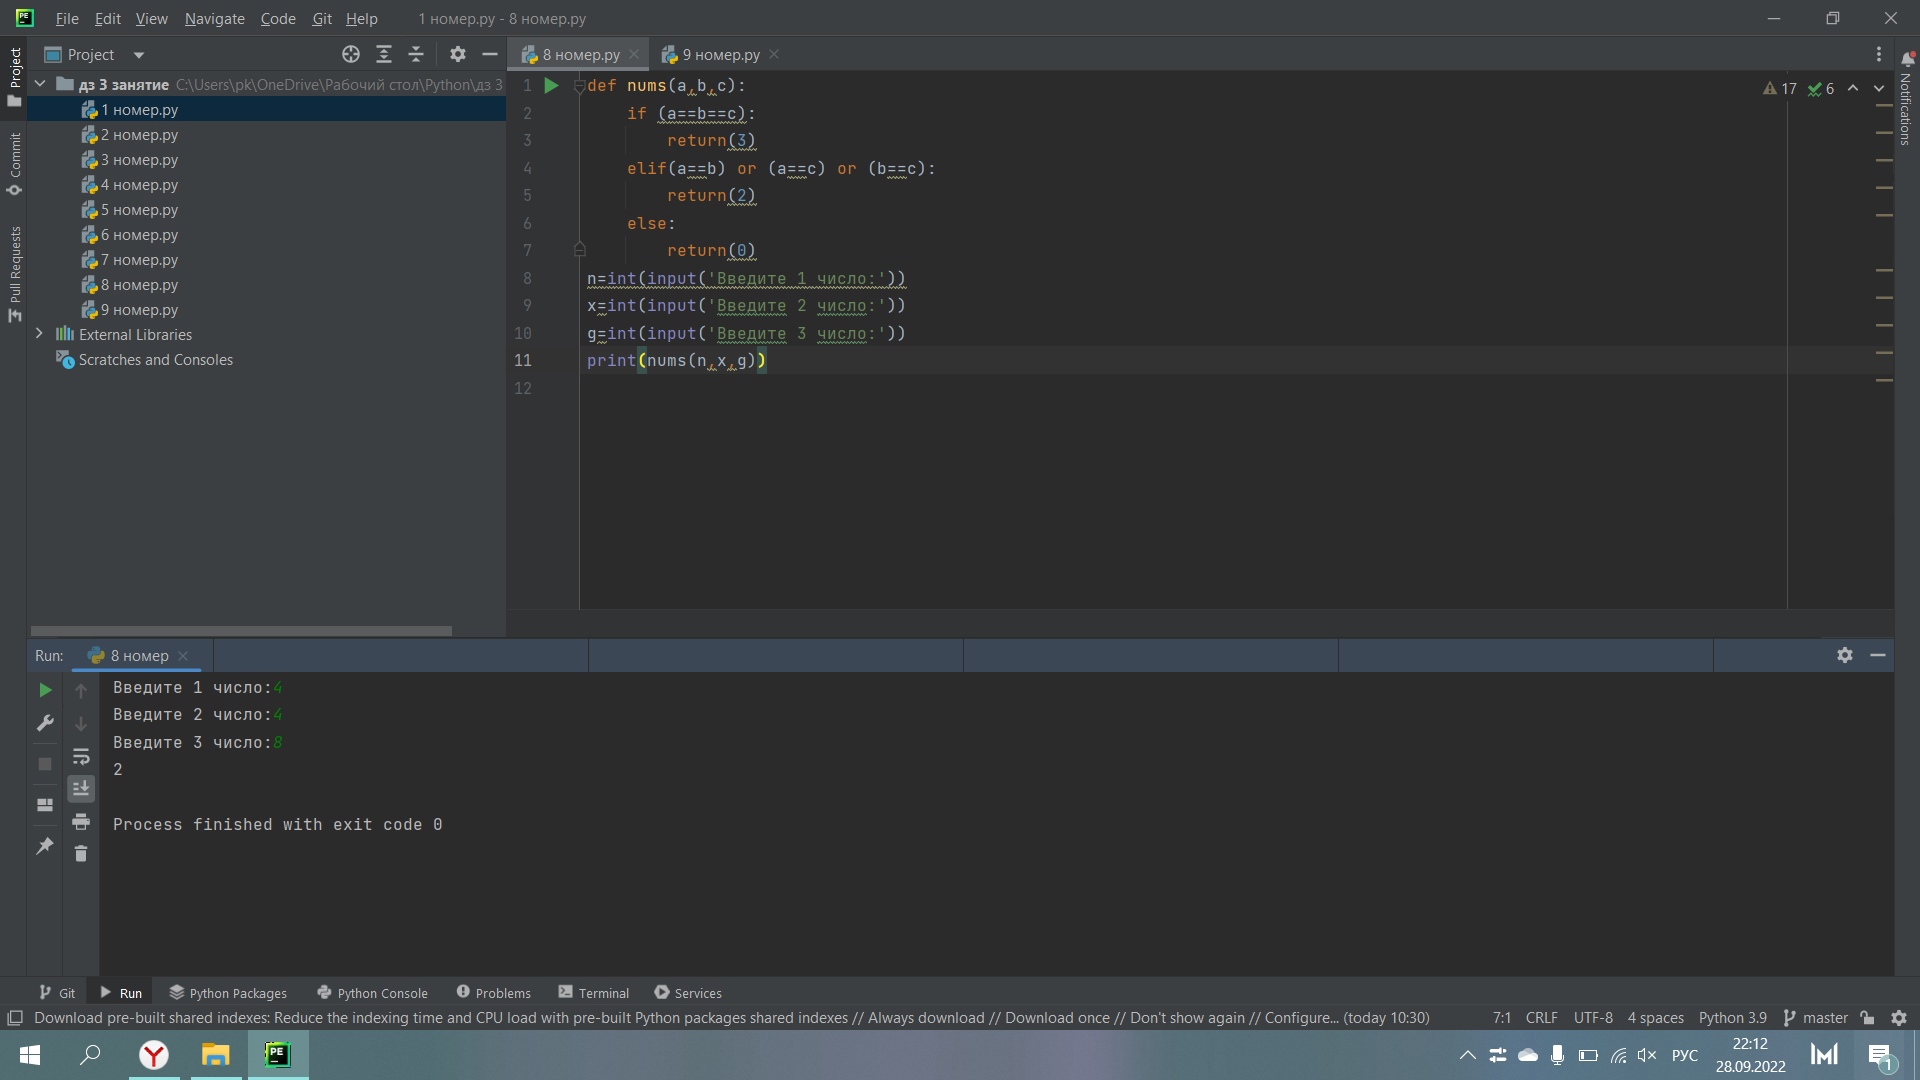 File Edit View Navigate Code Git Help 1 номер.py - 8 номер.py
Project
8 номер.py
9 номер.py
дз 3 занятие C:\Users\pk\OneDrive\Рабочий стол\Python\дз 3
1 номер.py
2 номер.py
3 номер.py
4 номер.py
5 номер.py
6 номер.py
7 номер.py
8 номер.py
9 номер.py
External Libraries
Scratches and Consoles
Project
Commit
Pull Requests
1 def nums(a,b,c):
2 if (a==b==c):
3 return(3)
4 elif(a==b) or (a==c) or (b==c):
5 return(2)
6 else:
7 return(0)
8 n=int(input('Введите 1 число:'))
9 x=int(input('Введите 2 число:'))
10 g=int(input('Введите 3 число:'))
11 print(nums(n,x,g))
12
17 6
Notifications
Run: 8 номер
Введите 1 число:4
Введите 2 число:4
Введите 3 число:8
2
Process finished with exit code 0
Git Run Python Packages Python Console Problems Terminal Services
Download pre-built shared indexes: Reduce the indexing time and CPU load with pre-built Python packages shared indexes // Always download // Download once // Don't show again // Configure... (today 10:30) 7:1 CRLF UTF-8 4 spaces Python 3.9 master
PE
РУС
22:12
28.09.2022
1